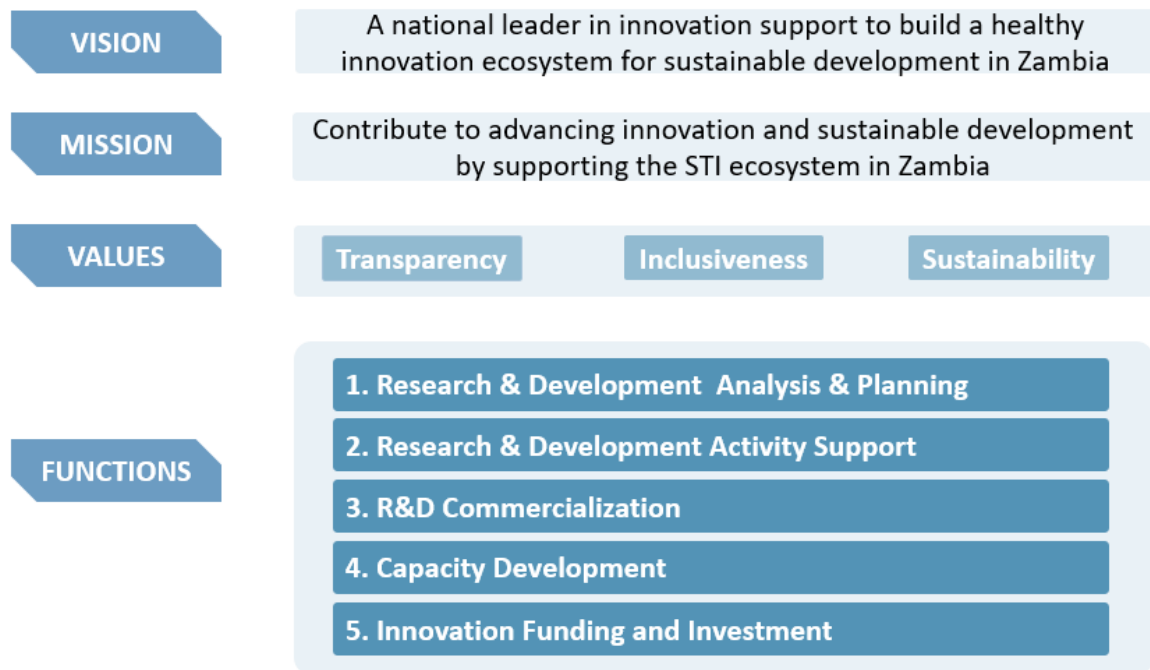 VISION
A national leader in innovation support to build a healthy
innovation ecosystem for sustainable development in Zambia
MISSION
Contribute to advancing innovation and sustainable development
by supporting the STI ecosystem in Zambia
VALUES
Transparency
Inclusiveness
Sustainability
FUNCTIONS
1. Research & Development  Analysis & Planning
2. Research & Development Activity Support
3. R&D Commercialization
4. Capacity Development
5. Innovation Funding and Investment